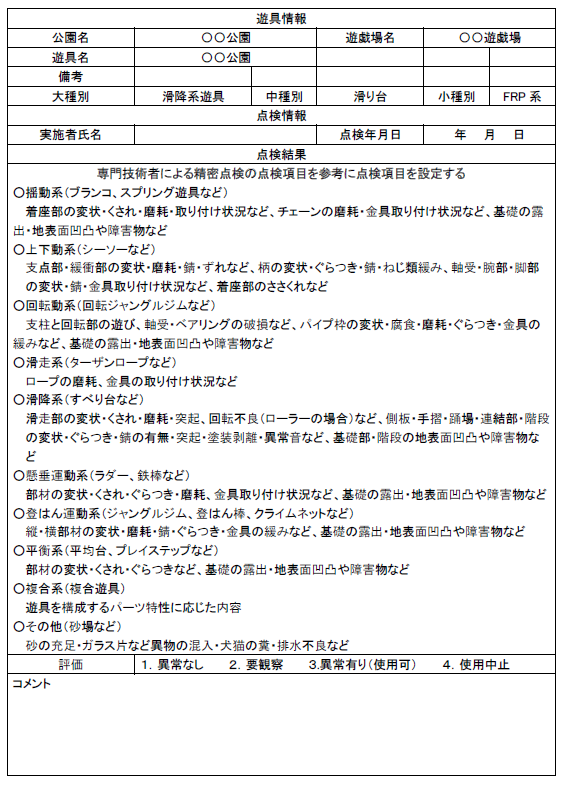 遊具情報
公園名 〇〇公園 遊戯場名 〇〇遊戯場
遊具名 〇〇公園
備考
大種別 滑降系遊具 中種別 滑り台 小種別 FRP系
点検情報
実施者氏名 点検年月日 年 月 日
点検結果
専門技術者による精密点検の点検項目を参考に点検項目を設定する
〇揺動系(ブランコ、スプリング遊具など)
着座部の変状・くされ・磨耗・取り付け状況など、チェーンの磨耗・金具取り付け状況など、基礎の露
出・地表面凹凸や障害物など
〇上下動系(シーソーなど)
支点部・緩衝部の変状・磨耗・錆・ずれなど、柄の変状・ぐらつき・錆・ねじ類緩み、軸受・腕部・脚部
の変状・錆・金具取り付け状況など、着座部のささくれなど
〇回転動系(回転ジャングルジムなど)
支柱と回転部の遊び、軸受・ベアリングの破損など、パイプ枠の変状・腐食・磨耗・ぐらつき・金具の
緩みなど、基礎の露出・地表面凹凸や障害物など
〇滑走系(ターザンロープなど)
ロープの磨耗、金具の取り付け状況など
〇滑降系(すべり台など)
滑走部の変状・くされ・磨耗・突起、回転不良(ローラーの場合)など、側板・手摺・踊場・連結部・階段
の変状・ぐらつき・錆の有無・突起・塗装剥離・異常音など、基礎部・階段の地表面凹凸や障害物な
ど
〇懸垂運動系(ラダー、鉄棒など)
部材の変状・くされ・ぐらつき・磨耗、金具取り付け状況など、基礎の露出・地表面凹凸や障害物など
〇登はん運動系(ジャングルジム、登はん棒、クライムネットなど)
縦・横部材の変状・磨耗・錆・ぐらつき・金具の緩みなど、基礎の露出・地表面凹凸や障害物など
〇平衡系(平均台、プレイステップなど)
部材の変状・くされ・ぐらつきなど、基礎の露出・地表面凹凸や障害物など
〇複合系(複合遊具)
遊具を構成するパーツ特性に応じた内容
〇その他(砂場など)
砂の充足・ガラス片など異物の混入・犬猫の糞・排水不良など
評価 1．異常なし 2．要観察 3.異常有り(使用可) 4．使用中止
コメント